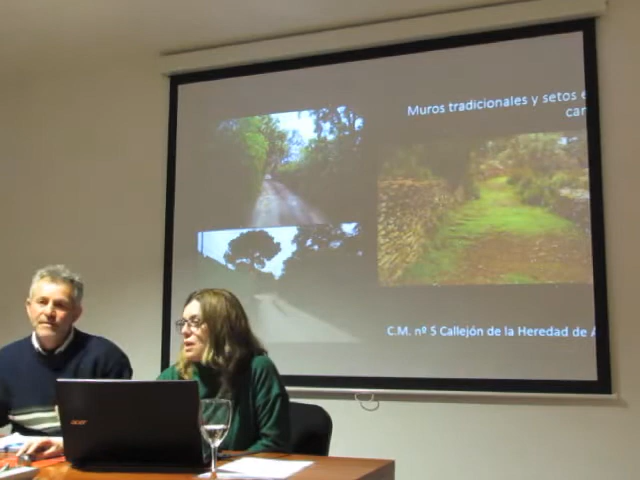 Muros tradicionales y setos e
C.M. nº 5 Callejón de la Heredad de
acer